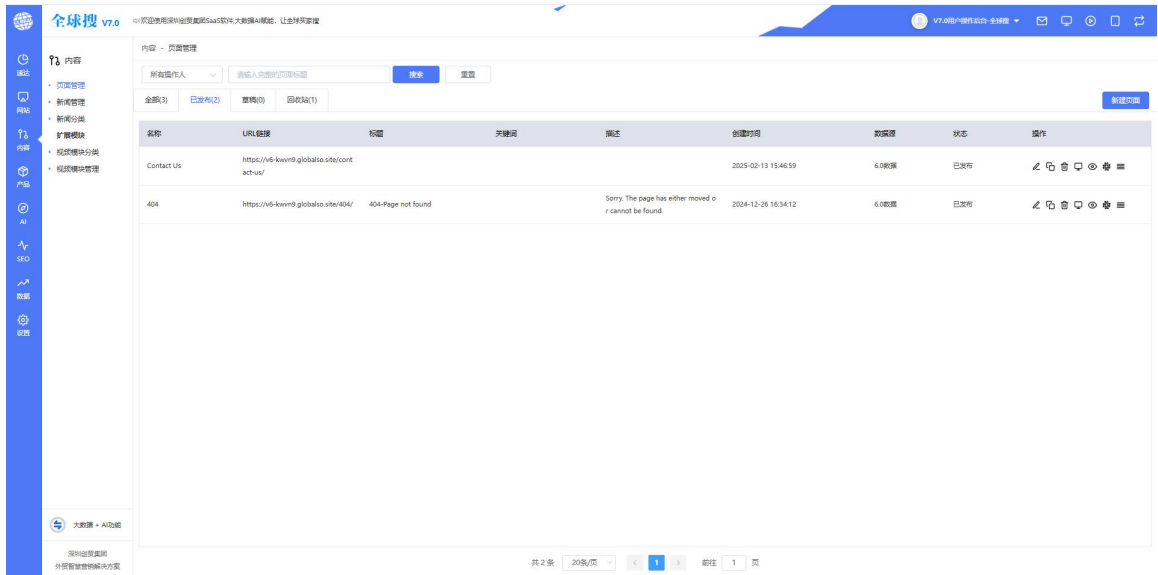 全球搜 V7.0
欢迎使用深圳创贸集团SaaS软件,大数据AI赋能，让全球买家搜
V7.0用户操作后台-全球搜
速达
网站
内容
产品
AI
SEO
数据
设置
内容
页面管理
新闻管理
新闻分类
扩展模块
视频模块分类
视频模块管理
大数据 + AI功能
深圳创贸集团
外贸智慧营销解决方案
内容 - 页面管理
所有操作人 请输入完整的页面标题 搜索 重置
全部(3) 已发布(2) 草稿(0) 回收站(1) 新建页面
名称 URL链接 标题 关键词 描述 创建时间 数据源 状态 操作
Contact Us https://v6-kwvn9.globalso.site/cont 2025-02-13 15:46:59 6.0数据 已发布
act-us/
404 https://v6-kwvn9.globalso.site/404/ 404-Page not found Sorry. The page has either moved o 2024-12-26 16:34:12 6.0数据 已发布
r cannot be found.
共 2 条 20条/页 1 前往 1 页